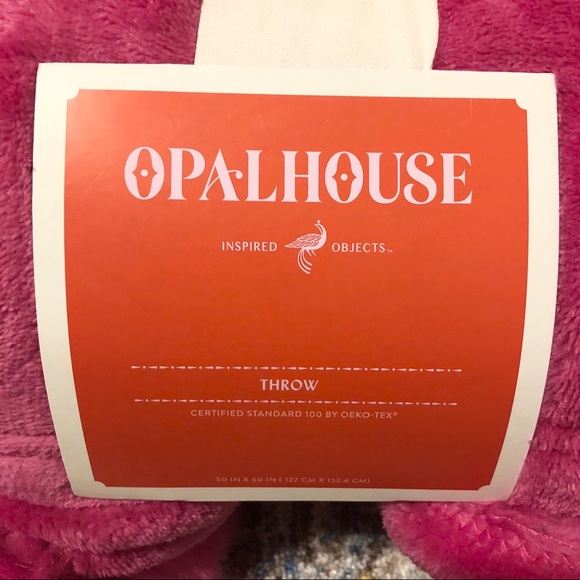 OPALHOUSE
INSPIRED OBJECTS™
THROW
CERTIFIED STANDARD 100 BY OEKO-TEX®
50 IN X 60 IN ( 127 CM X 152.4 CM)